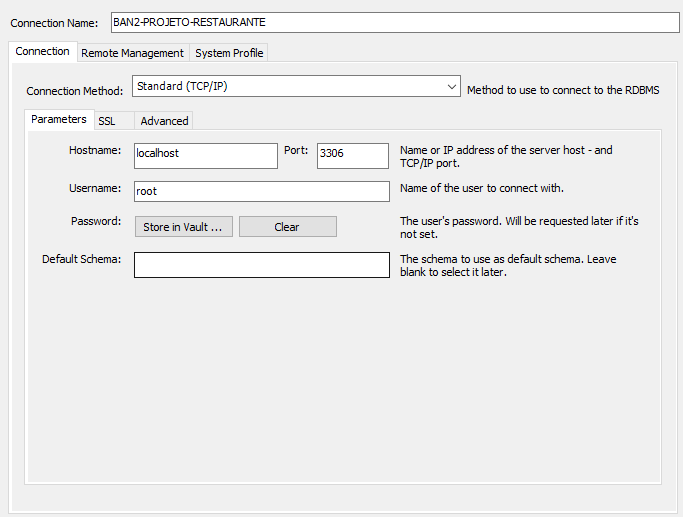 Connection Name: BAN2-PROJETO-RESTAURANTE
Connection Remote Management System Profile
Connection Method: Standard (TCP/IP) Method to use to connect to the RDBMS
Parameters SSL Advanced
Hostname: localhost Port: 3306 Name or IP address of the server host - and
TCP/IP port.
Username: root Name of the user to connect with.
Password: Store in Vault ... Clear The user's password. Will be requested later if it's
not set.
Default Schema: The schema to use as default schema. Leave
blank to select it later.